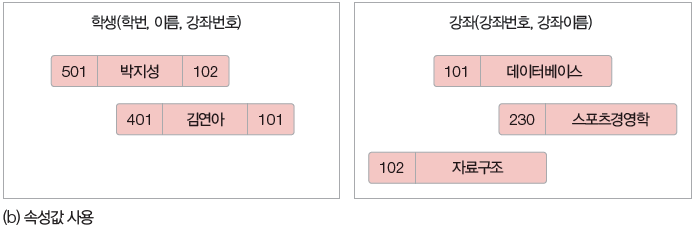 학생(학번, 이름, 강좌번호)
501 박지성 102
401 김연아 101
강좌(강좌번호, 강좌이름)
101 데이터베이스
230 스포츠경영학
102 자료구조
(b) 속성값 사용